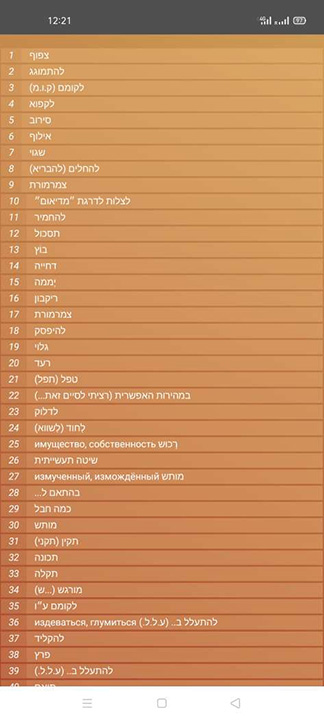 12:21
1 צפוף
2 להתמוגג
3 לקומם (ק.ו.מ)
4 לקפוא
5 סירוב
6 אילוף
7 שגוי
8 להחלים (להבריא)
9 צמרמורת
10 לצלות לדרגת ״מדיאום״
11 להחמיר
12 תסכול
13 בוץ
14 דחייה
15 יממה
16 ריקבון
17 צמרמורת
18 להיפסק
19 גלוי
20 רעד
21 טפל (תפל)
22 במהירות האפשרית (רציתי לסיים זאת...)
23 לדלוק
24 לחוד (לשווא)
25 имущество, собственность רכוש
26 שיטה תעשייתית
27 измученный, измождённый מותש
28 בהתאם ל...
29 כמה חבל
30 מותש
31 תקין (תקני)
32 תכונה
33 תקלה
34 מורגש (...ש)
35 לקומם ע״ו
36 издеваться, глумиться להתעלל ב.. (ע.ל.ל.)
37 להקליד
38 פרץ
39 להתעלל ב.. (ע.ל.ל.)
40